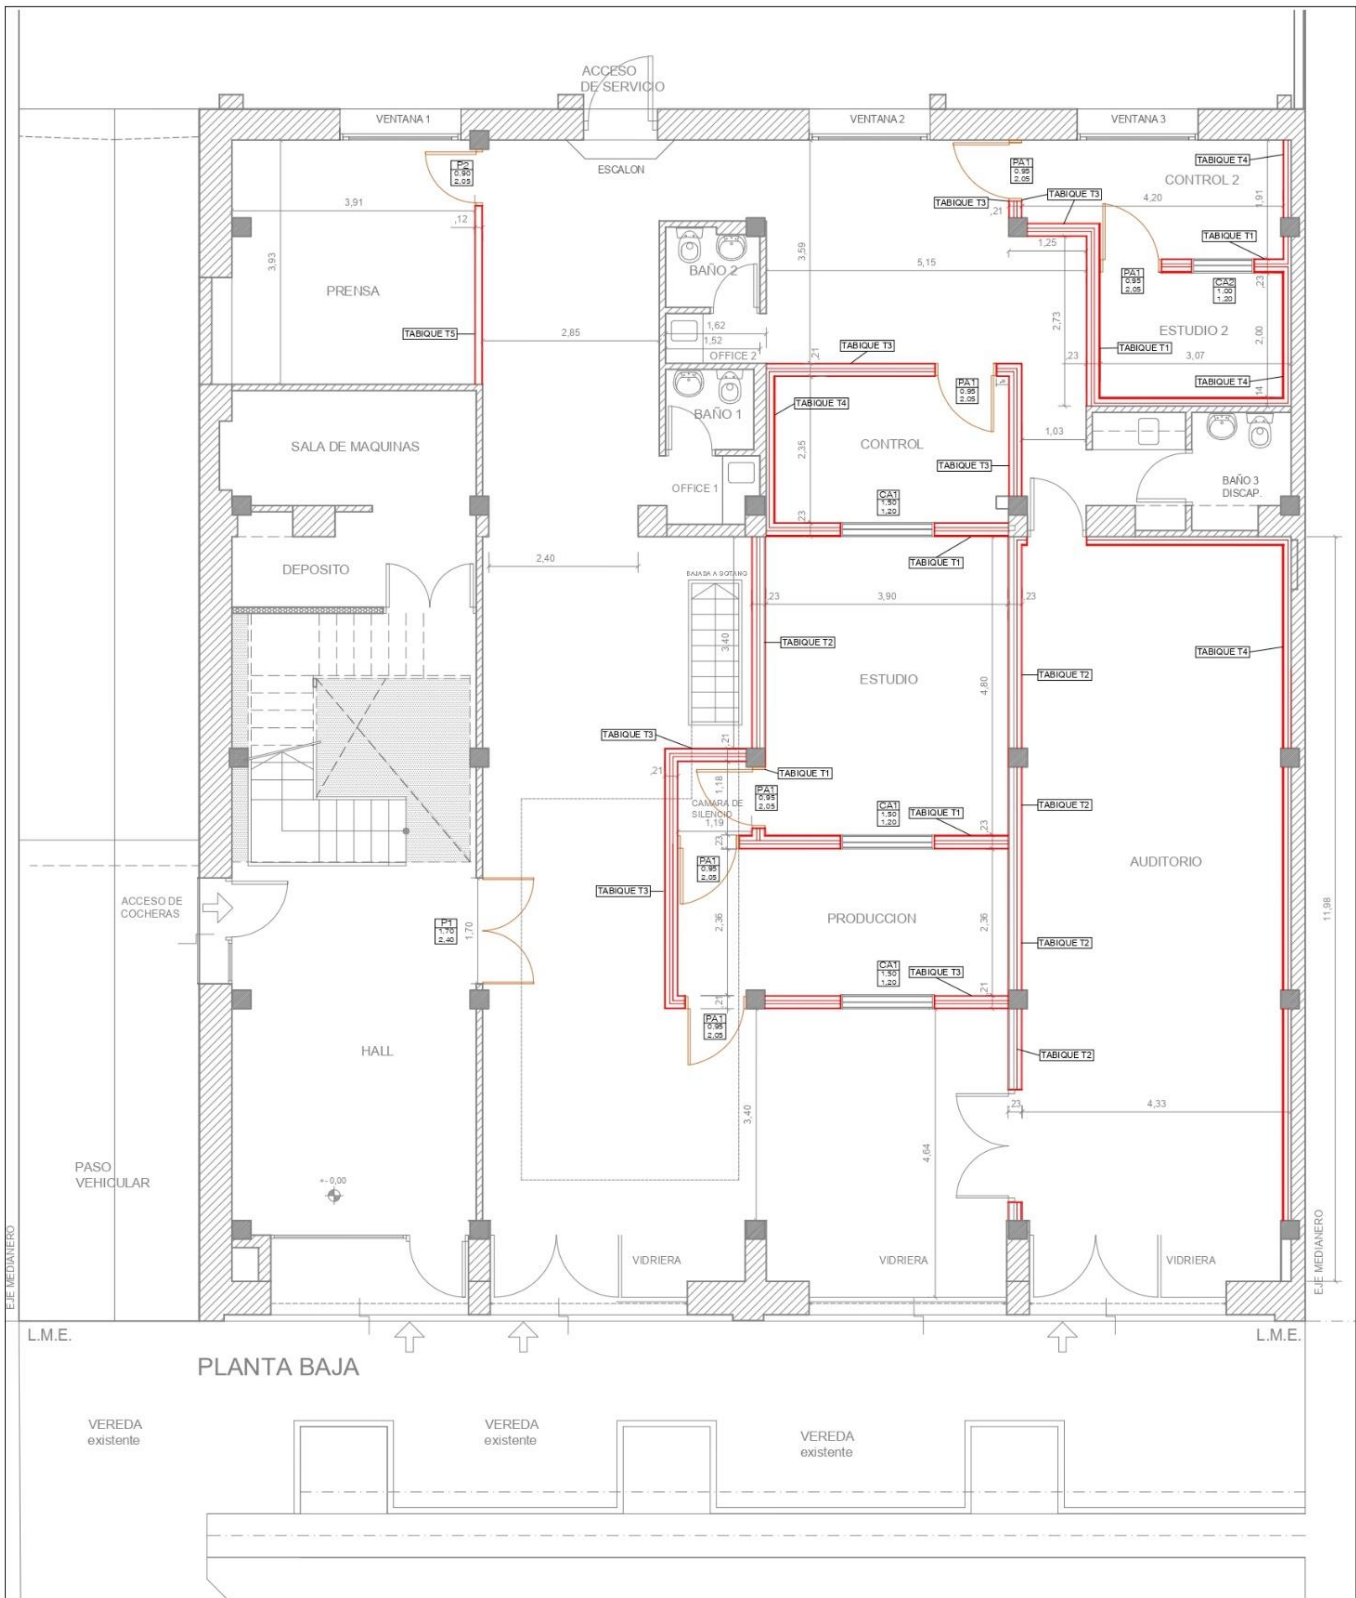 ACCESO
DE SERVICIO
VENTANA 1
VENTANA 2
VENTANA 3
ESCALON
P2
0,90
2.05
PA1
0,95
2.05
TABIQUE T4
CONTROL 2
TABIQUE T3
TABIQUE T3
,21
4,20
1,91
3,91
,12
3,93
PRENSA
TABIQUE T5
2,85
BAÑO 2
1,62
1,52
OFFICE 2
3,59
5,15
1,25
2,73
TABIQUE T1
PA1
0,95
2.05
CA2
1.00
1,20
,23
ESTUDIO 2
TABIQUE T1
3,07
2,00
,23
TABIQUE T4
,14
,21
TABIQUE T3
PA1
0,95
2.05
BAÑO 1
TABIQUE T4
CONTROL
2,35
TABIQUE T3
1,03
SALA DE MAQUINAS
OFFICE 1
CA1
1,50
1,20
,23
BAÑO 3
DISCAP.
DEPOSITO
2,40
BAJADA A SOTANO
TABIQUE T1
,23
3,90
,23
3,40
TABIQUE T2
ESTUDIO
4,80
TABIQUE T2
TABIQUE T4
TABIQUE T3
,21
,21
TABIQUE T1
1,18
PA1
0,95
2.05
CAMARA DE
SILENCIO
1,19
CA1
1,50
1,20
TABIQUE T1
TABIQUE T2
,23
,23
PA1
0,95
2.05
AUDITORIO
TABIQUE T3
ACCESO DE
COCHERAS
P1
1,70
2,40
1,70
2,36
PRODUCCION
2,36
11,98
TABIQUE T2
CA1
1,50
1,20
TABIQUE T3
,21
,21
PA1
0,95
2.05
HALL
TABIQUE T2
3,40
4,64
,23
4,33
PASO
VEHICULAR
+- 0,00
EJE MEDIANERO
VIDRIERA
VIDRIERA
VIDRIERA
EJE MEDIANERO
L.M.E.
L.M.E.
PLANTA BAJA
VEREDA
existente
VEREDA
existente
VEREDA
existente